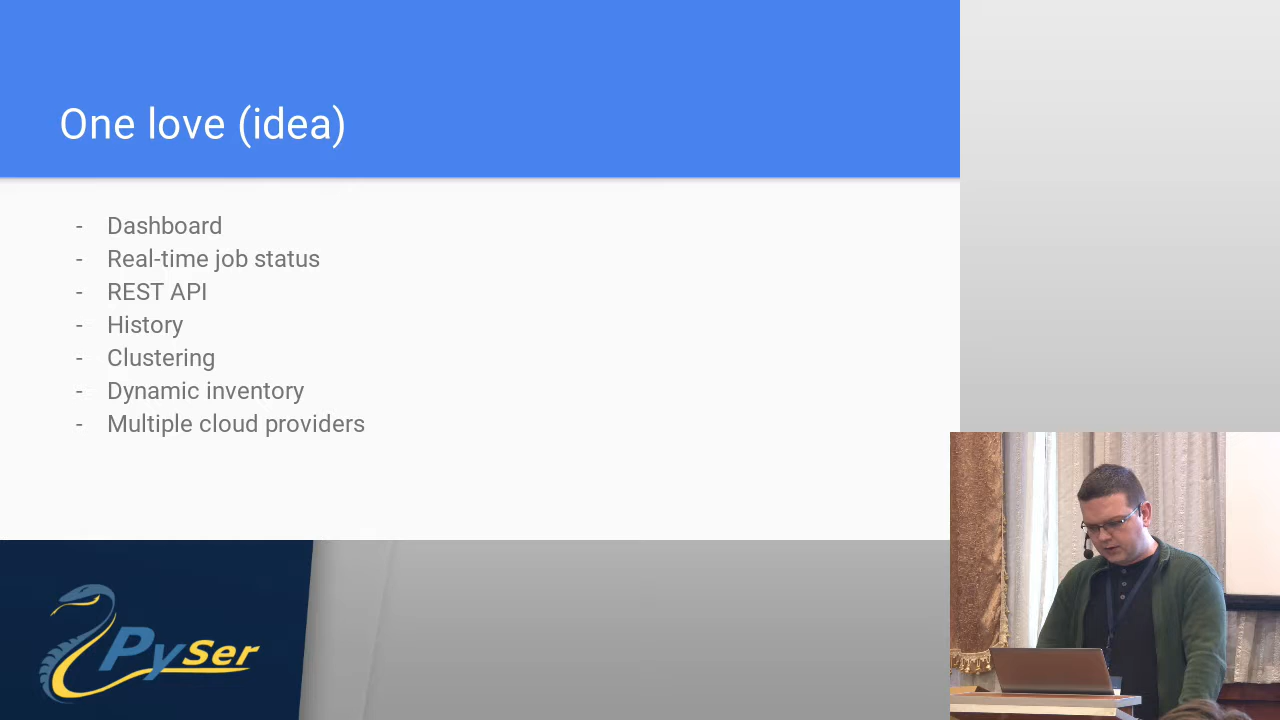 One love (idea)
- Dashboard
- Real-time job status
- REST API
- History
- Clustering
- Dynamic inventory
- Multiple cloud providers
PySer